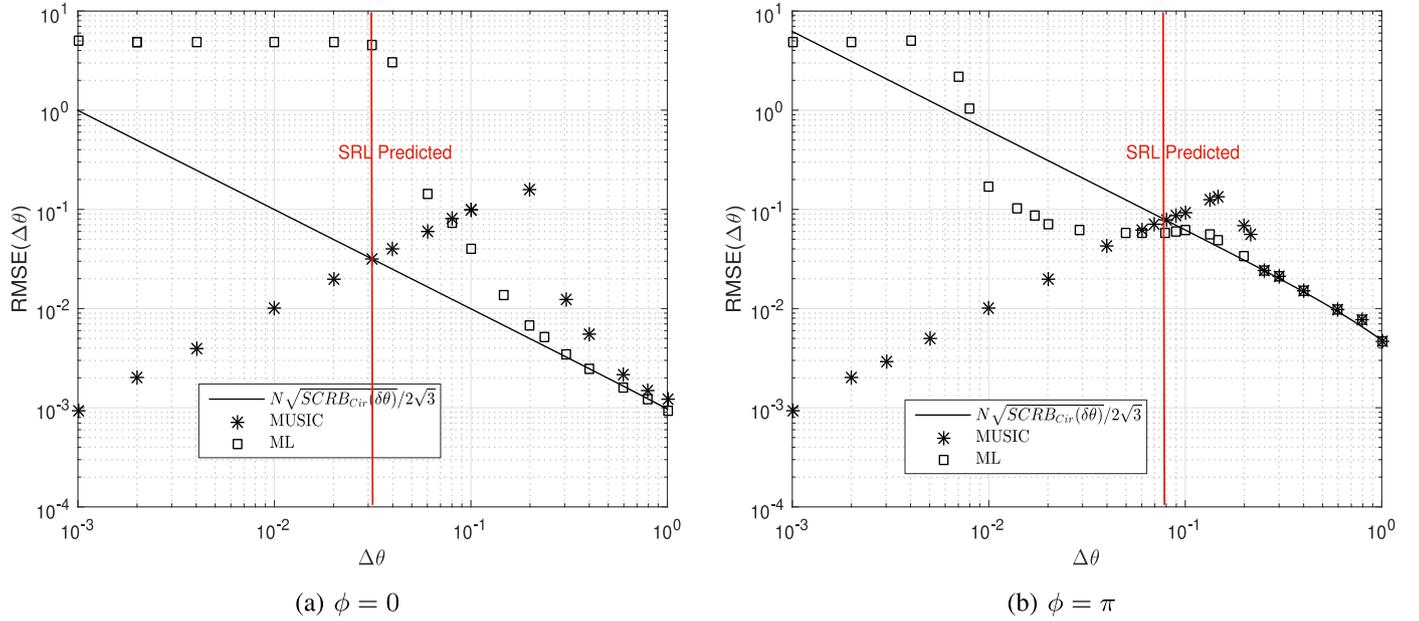 10^1
10^0
10^-1
10^-2
10^-3
10^-4
RMSE(Δθ)
SRL Predicted
N√SCRB_Cir(δθ)/2√3
MUSIC
ML
10^-3 10^-2 10^-1 10^0
Δθ
(a) ϕ = 0
10^1
10^0
10^-1
10^-2
10^-3
10^-4
RMSE(Δθ)
SRL Predicted
N√SCRB_Cir(δθ)/2√3
MUSIC
ML
10^-3 10^-2 10^-1 10^0
Δθ
(b) ϕ = π